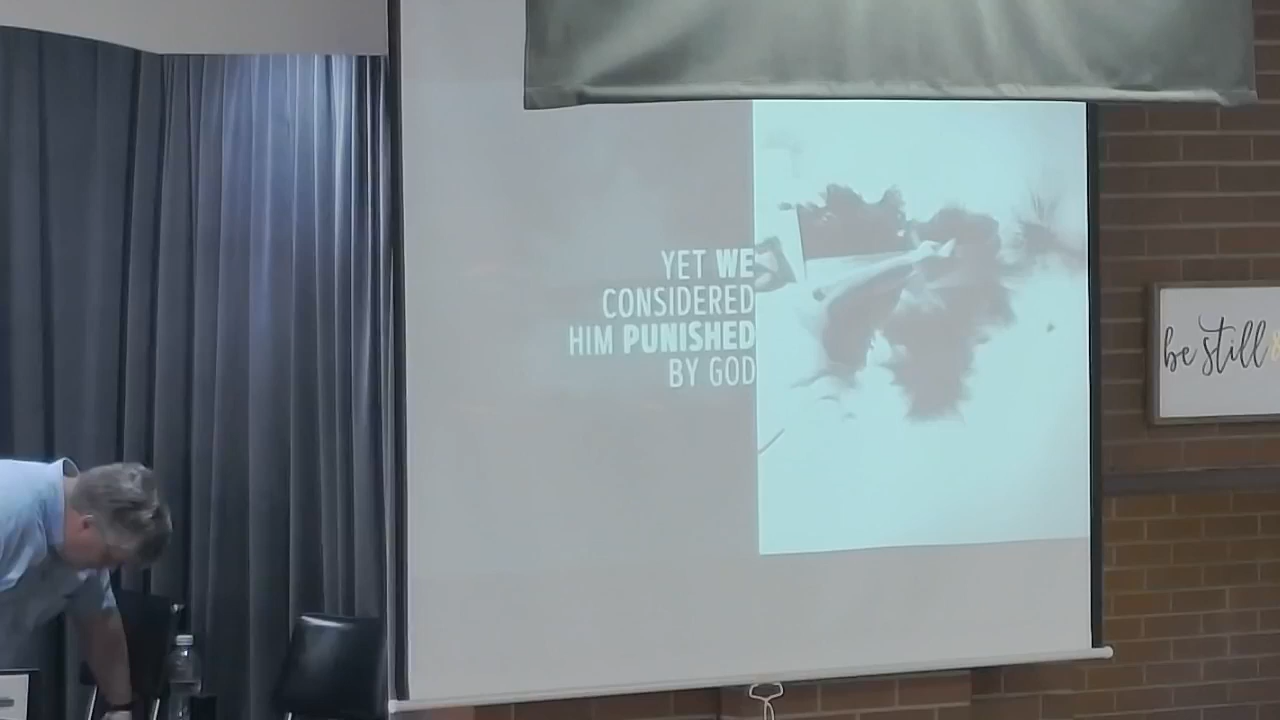 YET WE
CONSIDERED
HIM PUNISHED
BY GOD
be still